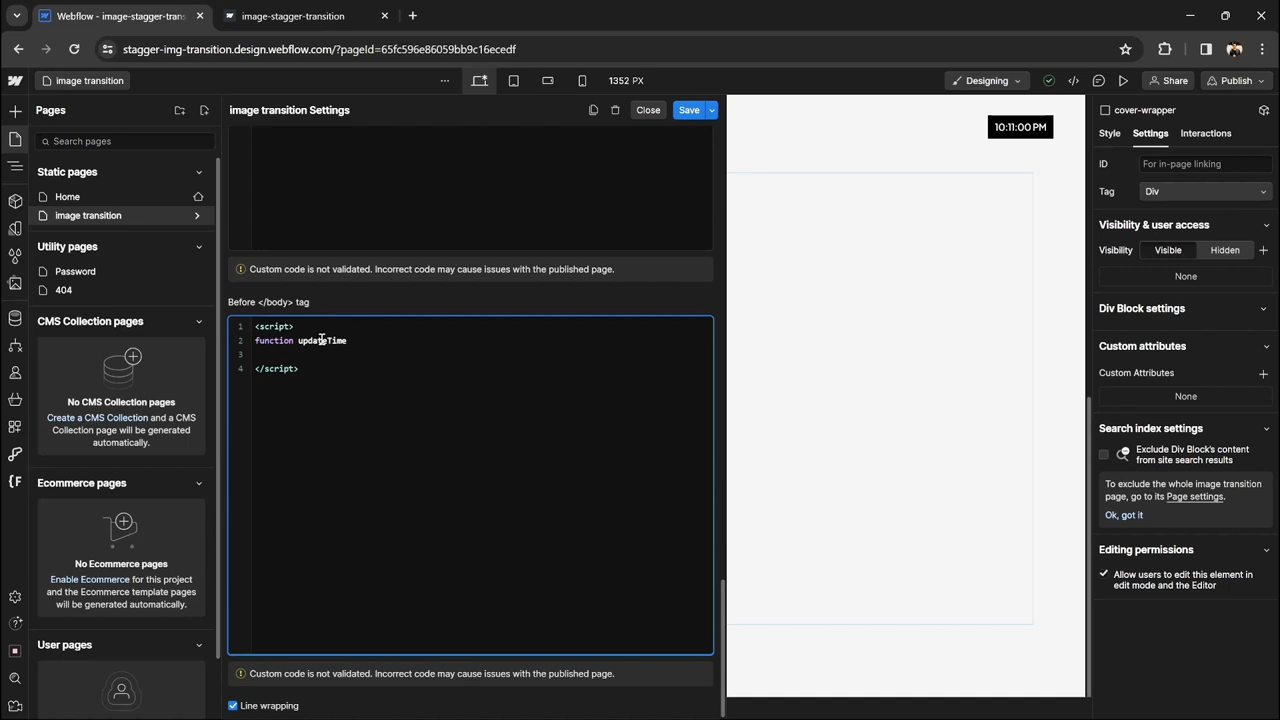 Webflow - image-stagger-trans
image-stagger-transition
stagger-img-transition.design.webflow.com/?pageId=65fc596e86059bb9c16ecedf
image transition
1352 PX
Designing
Share
Publish
Pages
Search pages
Static pages
Home
image transition
Utility pages
Password
404
CMS Collection pages
No CMS Collection pages
Create a CMS Collection and a CMS
Collection page will be generated
automatically.
Ecommerce pages
No Ecommerce pages
Enable Ecommerce for this project
and the Ecommerce template pages
will be generated automatically.
User pages
image transition Settings
Close
Save
Custom code is not validated. Incorrect code may cause issues with the published page.
Before </body> tag
1 <script>
2 function updateTime
3
4 </script>
Custom code is not validated. Incorrect code may cause issues with the published page.
Line wrapping
10:11:00 PM
cover-wrapper
Style
Settings
Interactions
ID
For in-page linking
Tag
Div
Visibility & user access
Visibility
Visible
Hidden
None
Div Block settings
Custom attributes
Custom Attributes
None
Search index settings
Exclude Div Block's content
from site search results
To exclude the whole image transition
page, go to its Page settings.
Ok, got it
Editing permissions
Allow users to edit this element in
edit mode and the Editor